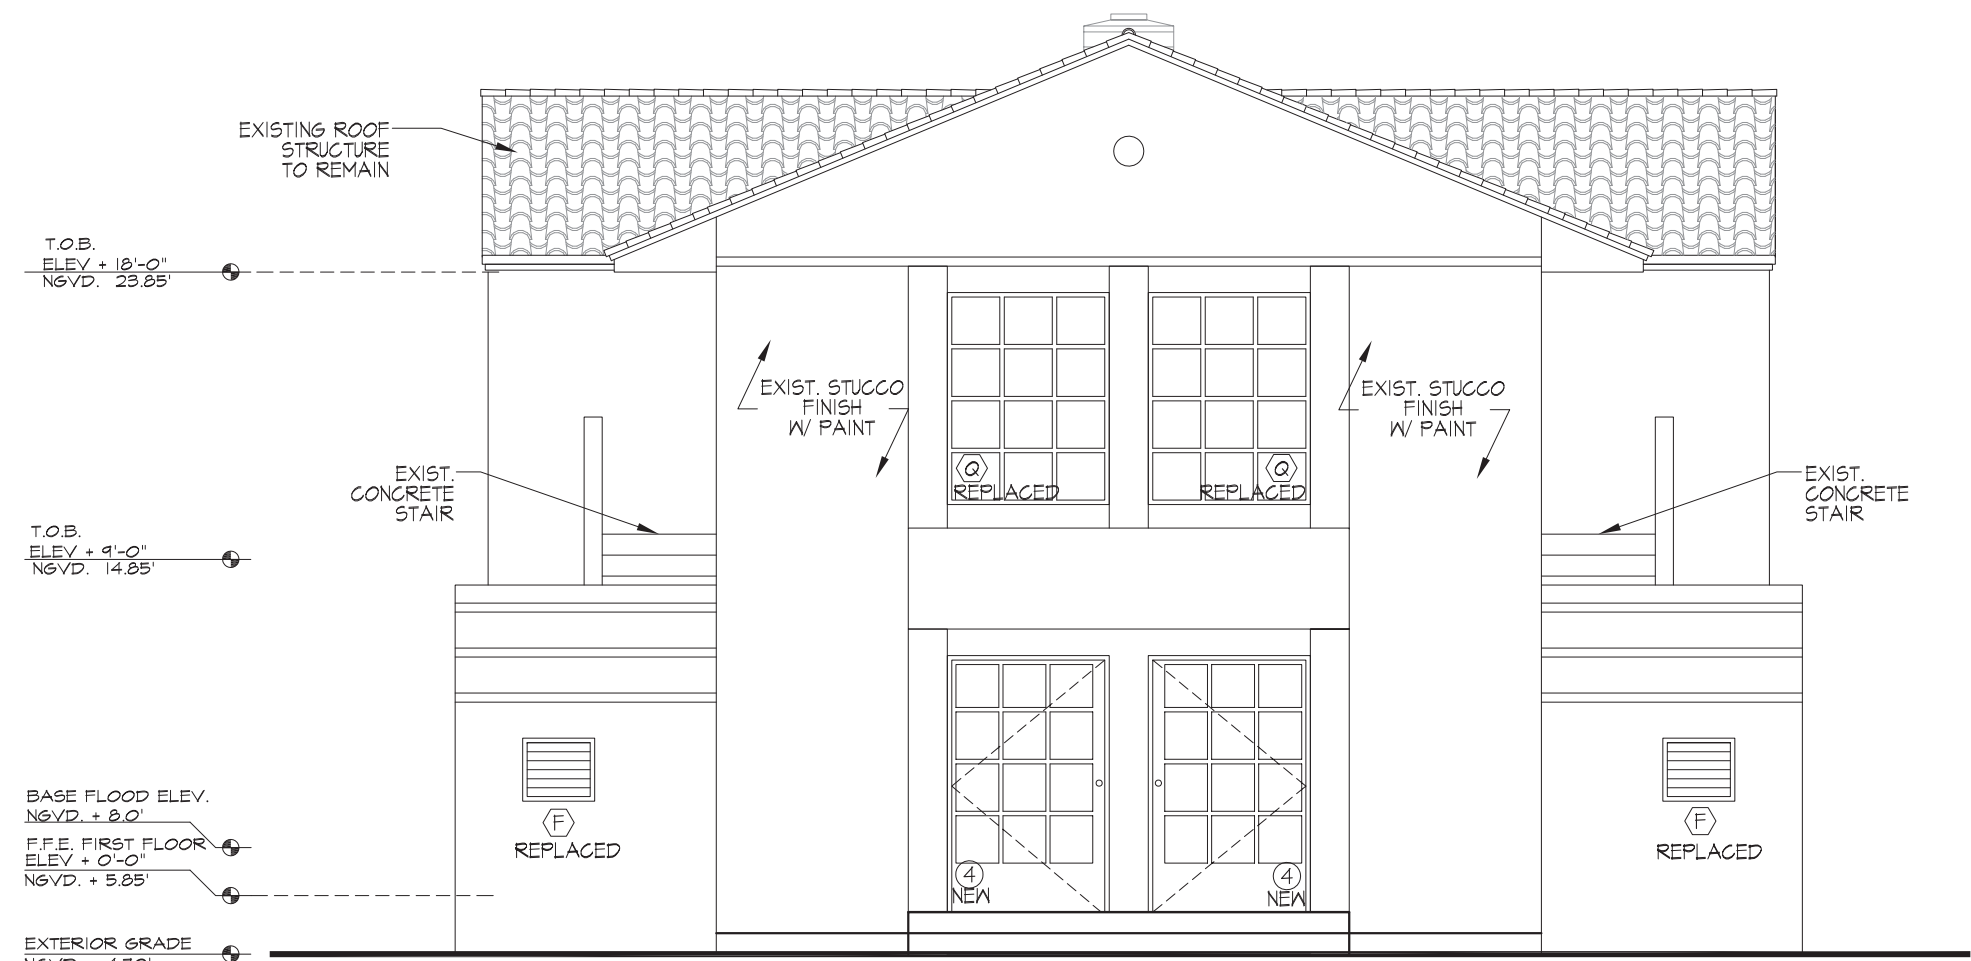 EXISTING ROOF
STRUCTURE
TO REMAIN
T.O.B.
ELEV + 18'-0"
NGVD. 23.85'
EXIST. STUCCO
FINISH
W/ PAINT
EXIST. STUCCO
FINISH
W/ PAINT
EXIST.
CONCRETE
STAIR
Q
REPLACED
Q
REPLACED
EXIST.
CONCRETE
STAIR
T.O.B.
ELEV + 9'-0"
NGVD. 14.85'
BASE FLOOD ELEV.
NGVD. + 8.0'
F.F.E. FIRST FLOOR
ELEV + 0'-0"
NGVD. + 5.85'
F
REPLACED
4
NEW
4
NEW
F
REPLACED
EXTERIOR GRADE